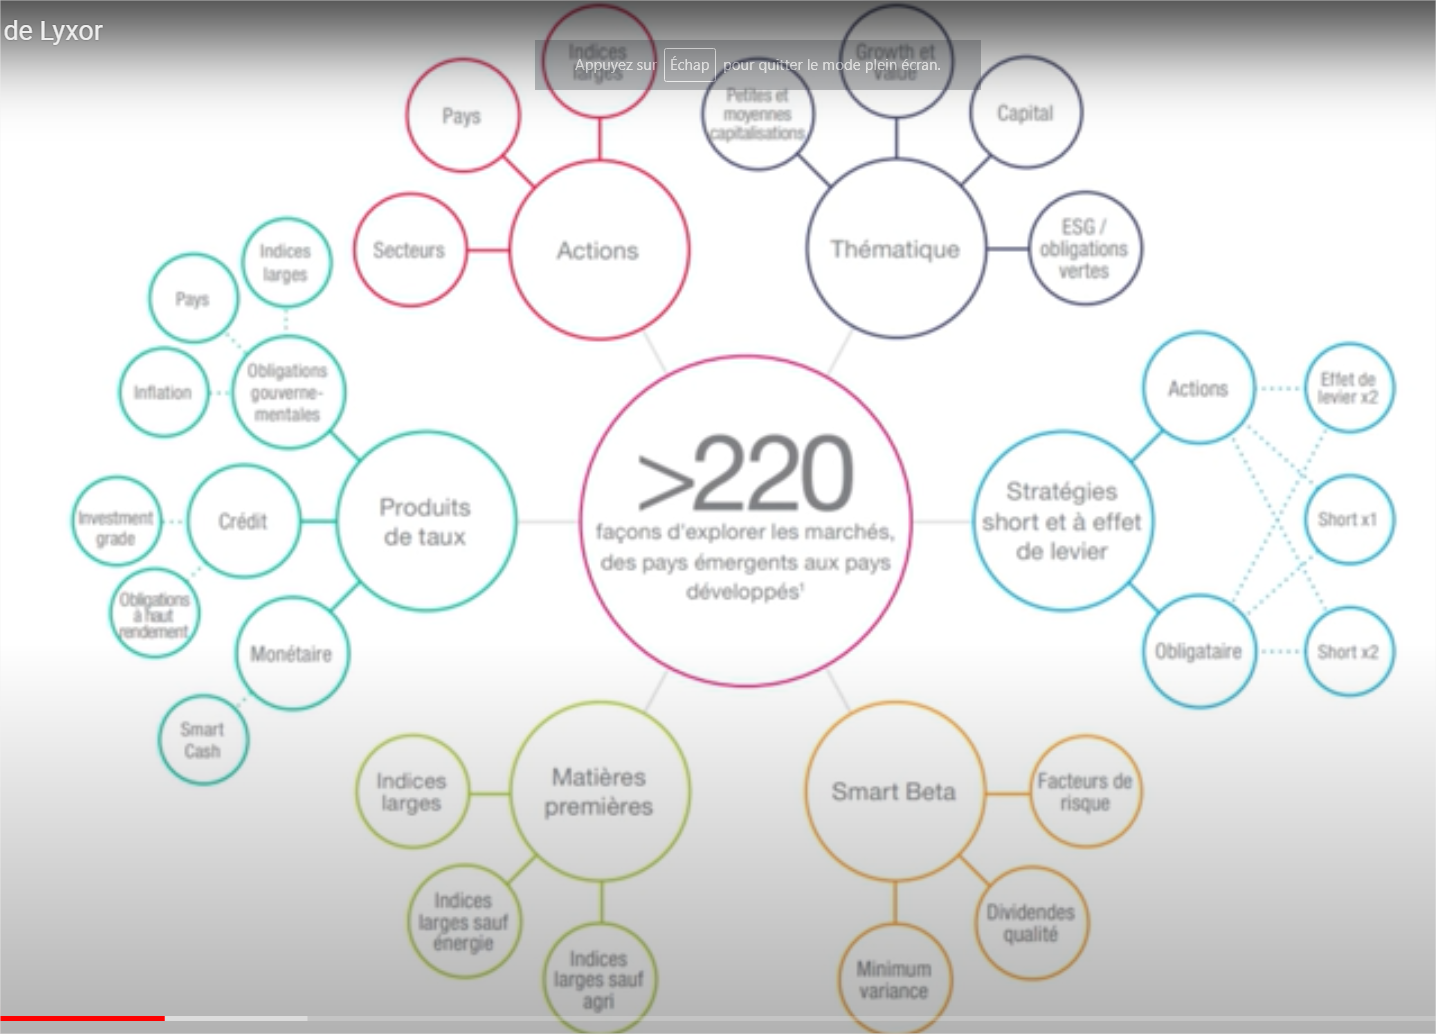 de Lyxor
Appuyez sur Échap pour quitter le mode plein écran.
Indices
larges
Pays
Secteurs
Actions
Petites et
moyennes
capitalisations
Growth et
value
Capital
ESG /
obligations
vertes
Thématique
Indices
larges
Pays
Inflation
Obligations
gouverne-
mentales
Investment
grade
Crédit
Obligations
à haut
rendement
Monétaire
Smart
Cash
Produits
de taux
>220
façons d'explorer les marchés,
des pays émergents aux pays
développés¹
Stratégies
short et à effet
de levier
Actions
Effet de
levier x2
Short x1
Obligataire
Short x2
Matières
premières
Indices
larges
Indices
larges sauf
énergie
Indices
larges sauf
agri
Smart Beta
Facteurs de
risque
Dividendes
qualité
Minimum
variance